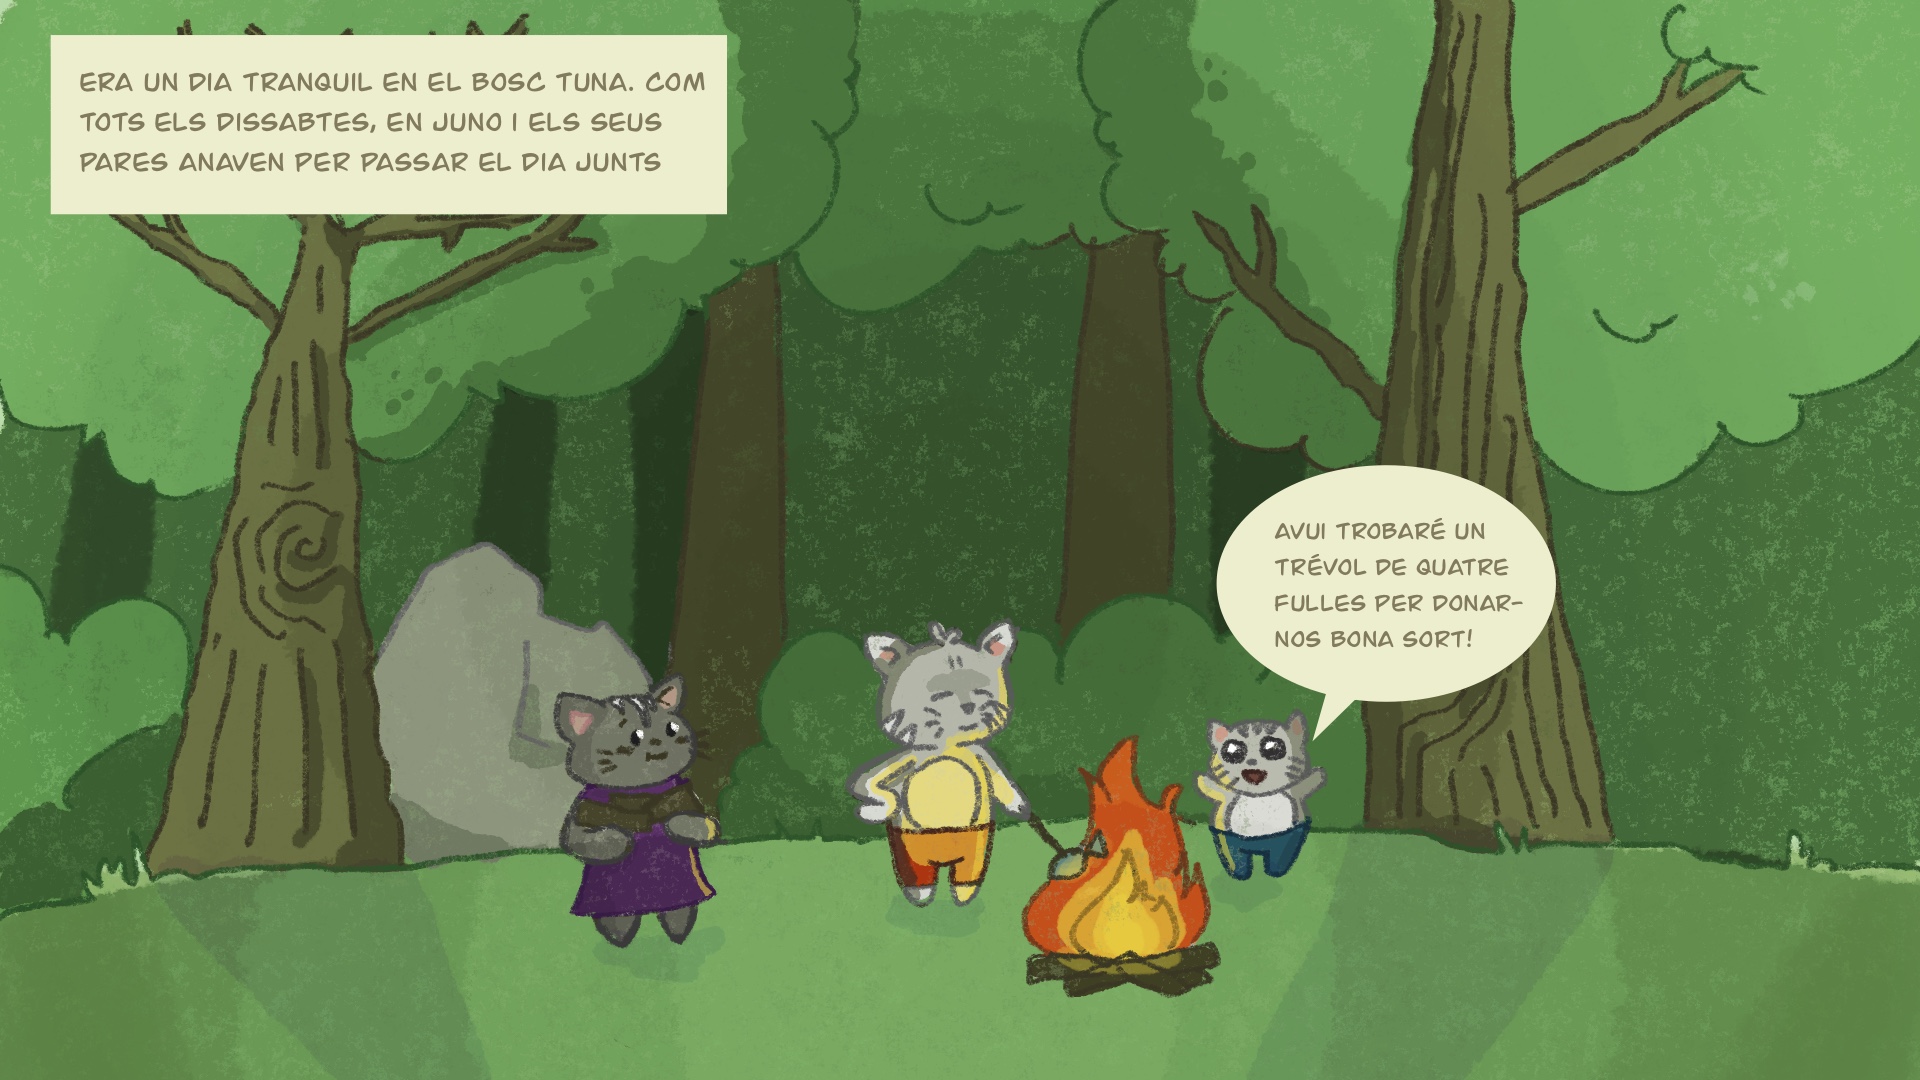 ERA UN DIA TRANQUIL EN EL BOSC TUNA. COM
TOTS ELS DISSABTES, EN JUNO I ELS SEUS
PARES ANAVEN PER PASSAR EL DIA JUNTS
AVUI TROBARÉ UN
TRÉVOL DE QUATRE
FULLES PER DONAR-
NOS BONA SORT!